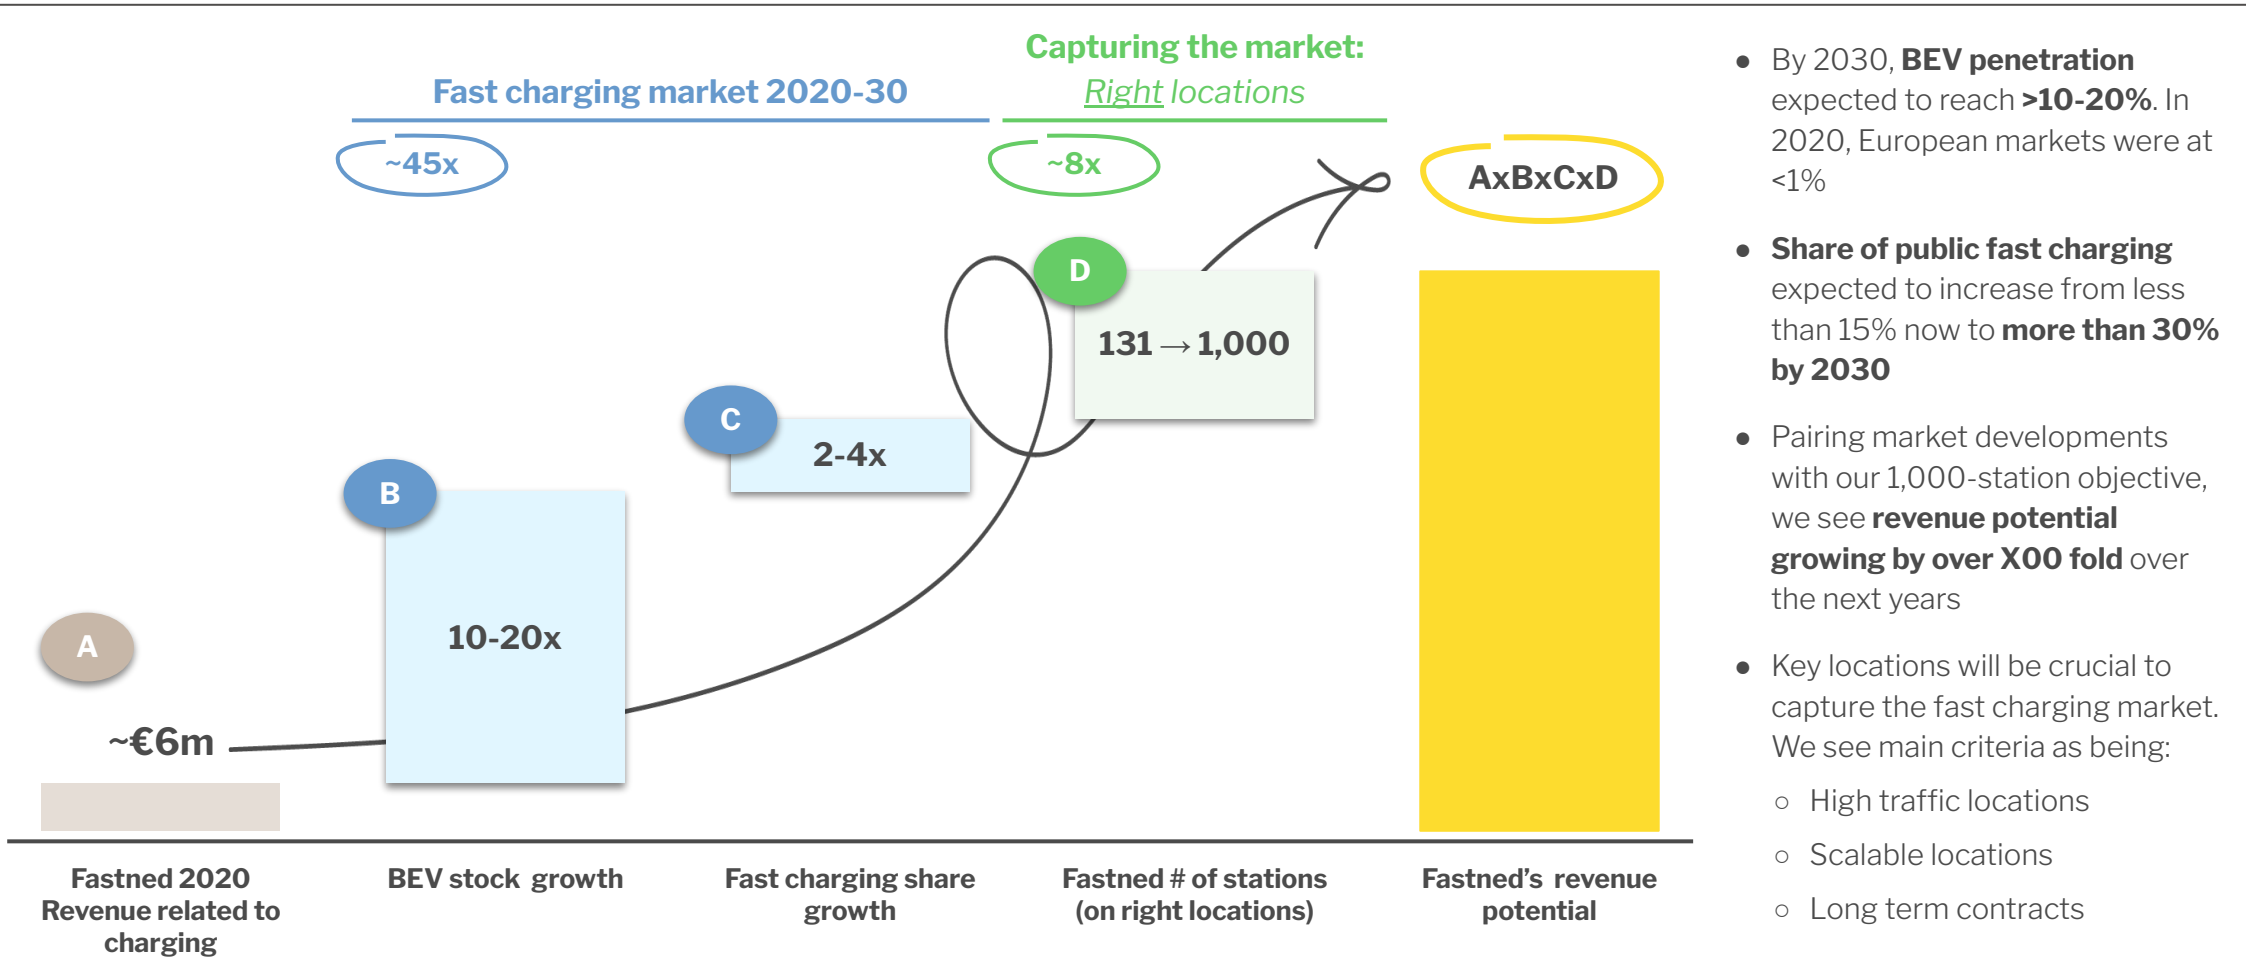 Capturing the market:
Fast charging market 2020-30
Right locations
~45x
~8x
AxBxCxD
D
131 → 1,000
C
2-4x
B
10-20x
A
~€6m
Fastned 2020
Revenue related to
charging
BEV stock growth
Fast charging share
growth
Fastned # of stations
(on right locations)
Fastned's revenue
potential
● By 2030, BEV penetration
expected to reach >10-20%. In
2020, European markets were at
<1%
● Share of public fast charging
expected to increase from less
than 15% now to more than 30%
by 2030
● Pairing market developments
with our 1,000-station objective,
we see revenue potential
growing by over X00 fold over
the next years
● Key locations will be crucial to
capture the fast charging market.
We see main criteria as being:
○ High traffic locations
○ Scalable locations
○ Long term contracts